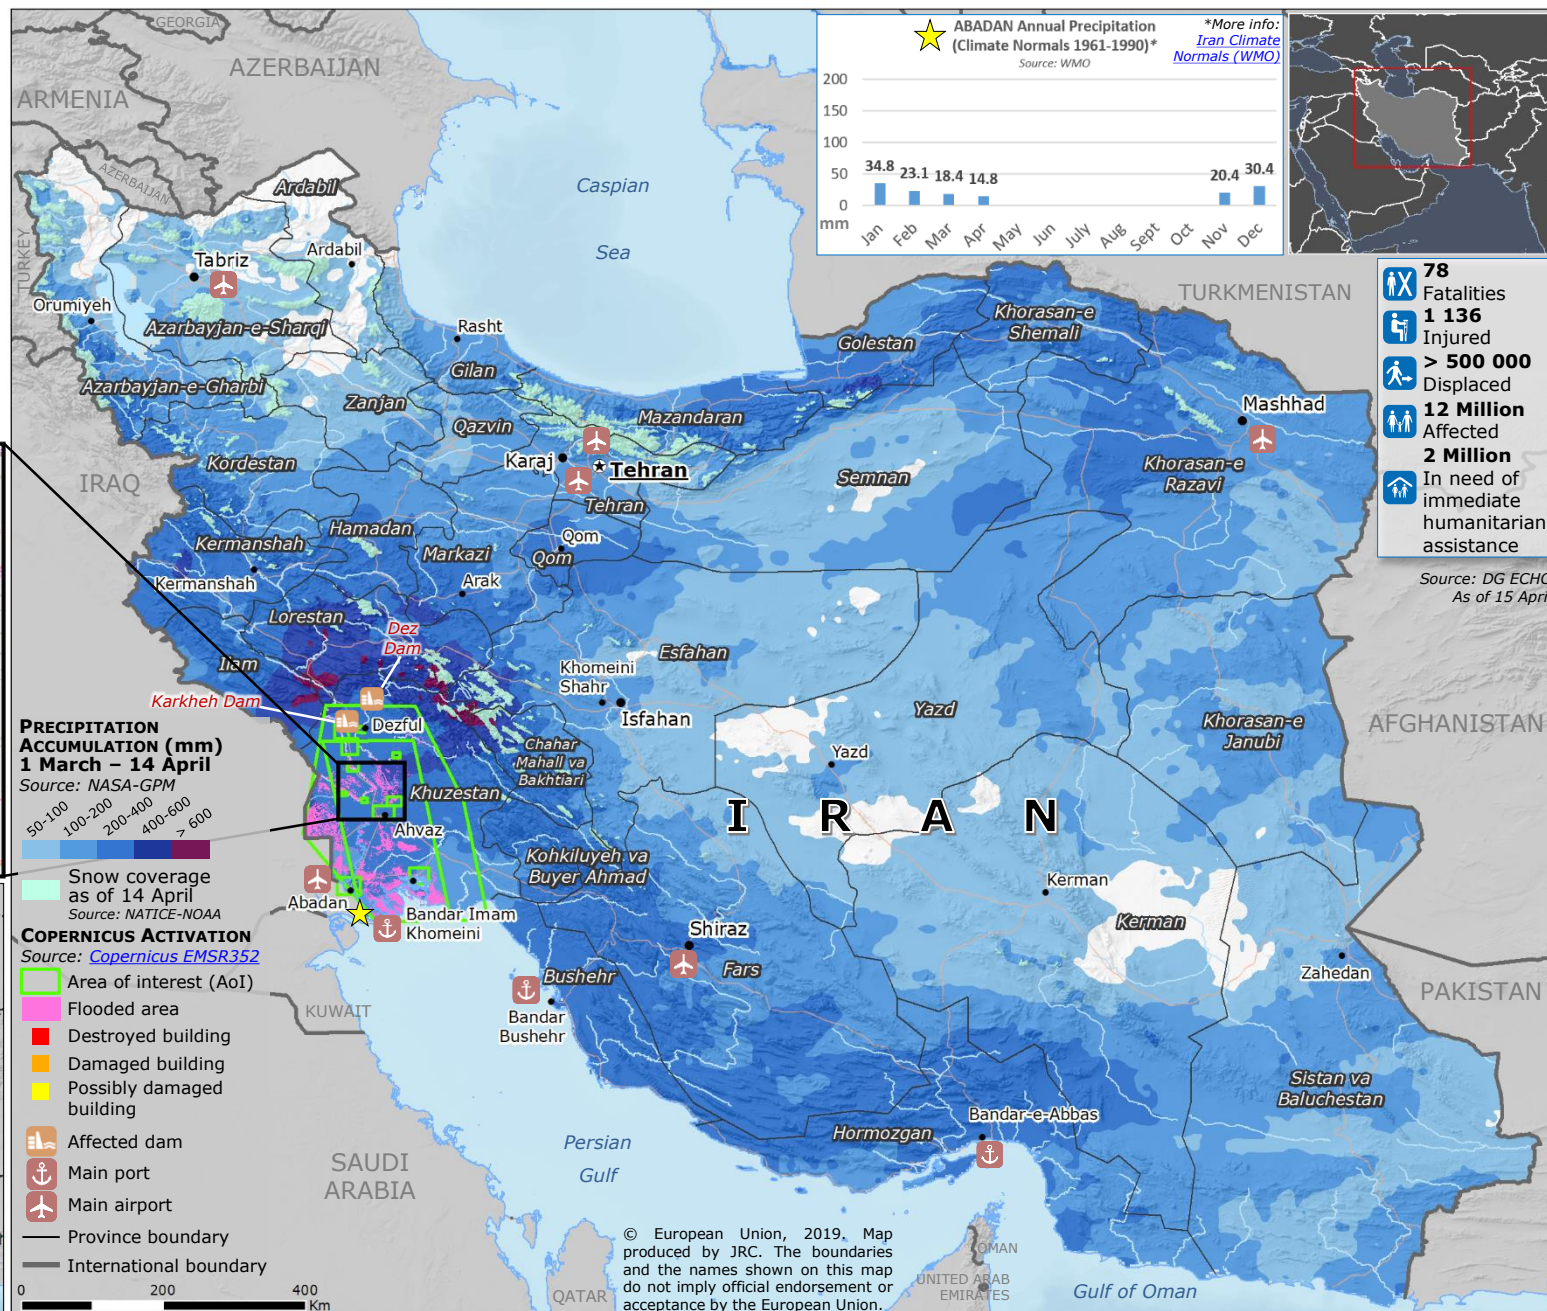 GEORGIA
AZERBAIJAN
ARMENIA
AZERBAIJAN
TURKEY
IRAQ
KUWAIT
SAUDI
ARABIA
QATAR
OMAN
UNITED ARAB
EMIRATES
TURKMENISTAN
AFGHANISTAN
PAKISTAN
Caspian
Sea
Persian
Gulf
Gulf of Oman
I R A N
ABADAN Annual Precipitation
(Climate Normals 1961-1990)*
Source: WMO
*More info:
Iran Climate
Normals (WMO)
200
150
100
50
0
mm
34.8
23.1
18.4
14.8
20.4
30.4
Jan
Feb
Mar
Apr
May
Jun
July
Aug
Sept
Oct
Nov
Dec
78
Fatalities
1 136
Injured
> 500 000
Displaced
12 Million
Affected
2 Million
In need of
immediate
humanitarian
assistance
Source: DG ECHO
As of 15 April
Ardabil
Ardabil
Tabriz
Orumiyeh
Azarbayjan-e-Sharqi
Azarbayjan-e-Gharbi
Rasht
Gilan
Zanjan
Qazvin
Kordestan
Mazandaran
Golestan
Khorasan-e
Shemali
Mashhad
Khorasan-e
Razavi
Semnan
Karaj
Tehran
Tehran
Hamadan
Kermanshah
Kermanshah
Markazi
Qom
Qom
Arak
Lorestan
Ilam
Dez
Dam
Karkheh Dam
Dezful
Khomeini
Shahr
Esfahan
Isfahan
Yazd
Yazd
Khorasan-e
Janubi
Chahar
Mahall va
Bakhtiari
Khuzestan
Ahvaz
Kohkiluyeh va
Buyer Ahmad
Abadan
Bandar Imam
Khomeini
Kerman
Kerman
Shiraz
Fars
Bushehr
Bandar
Bushehr
Zahedan
Sistan va
Baluchestan
Bandar-e-Abbas
Hormozgan
PRECIPITATION
ACCUMULATION (mm)
1 March – 14 April
Source: NASA-GPM
50-100
100-200
200-400
400-600
> 600
Snow coverage
as of 14 April
Source: NATICE-NOAA
COPERNICUS ACTIVATION
Source: Copernicus EMSR352
Area of interest (AoI)
Flooded area
Destroyed building
Damaged building
Possibly damaged
building
Affected dam
Main port
Main airport
Province boundary
International boundary
0 200 400
Km
© European Union, 2019. Map
produced by JRC. The boundaries
and the names shown on this map
do not imply official endorsement or
acceptance by the European Union.